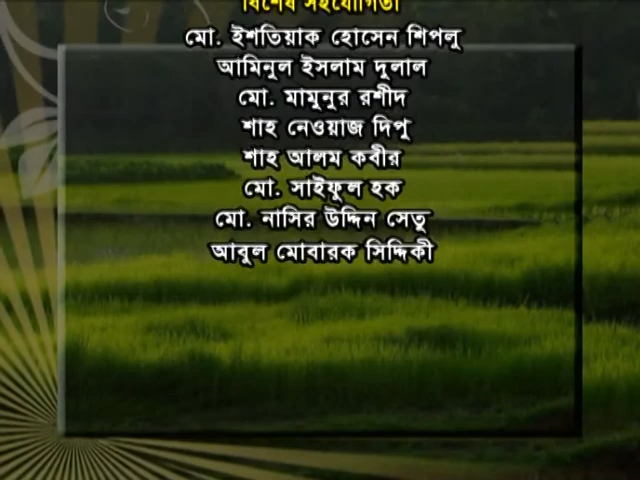 বিশেষ সহযোগিতা
মো. ইশতিয়াক হোসেন শিপলু
আমিনুল ইসলাম দুলাল
মো. মামুনুর রশীদ
শাহ নেওয়াজ দিপু
শাহ আলম কবীর
মো. সাইফুল হক
মো. নাসির উদ্দিন সেতু
আবুল মোবারক সিদ্দিকী